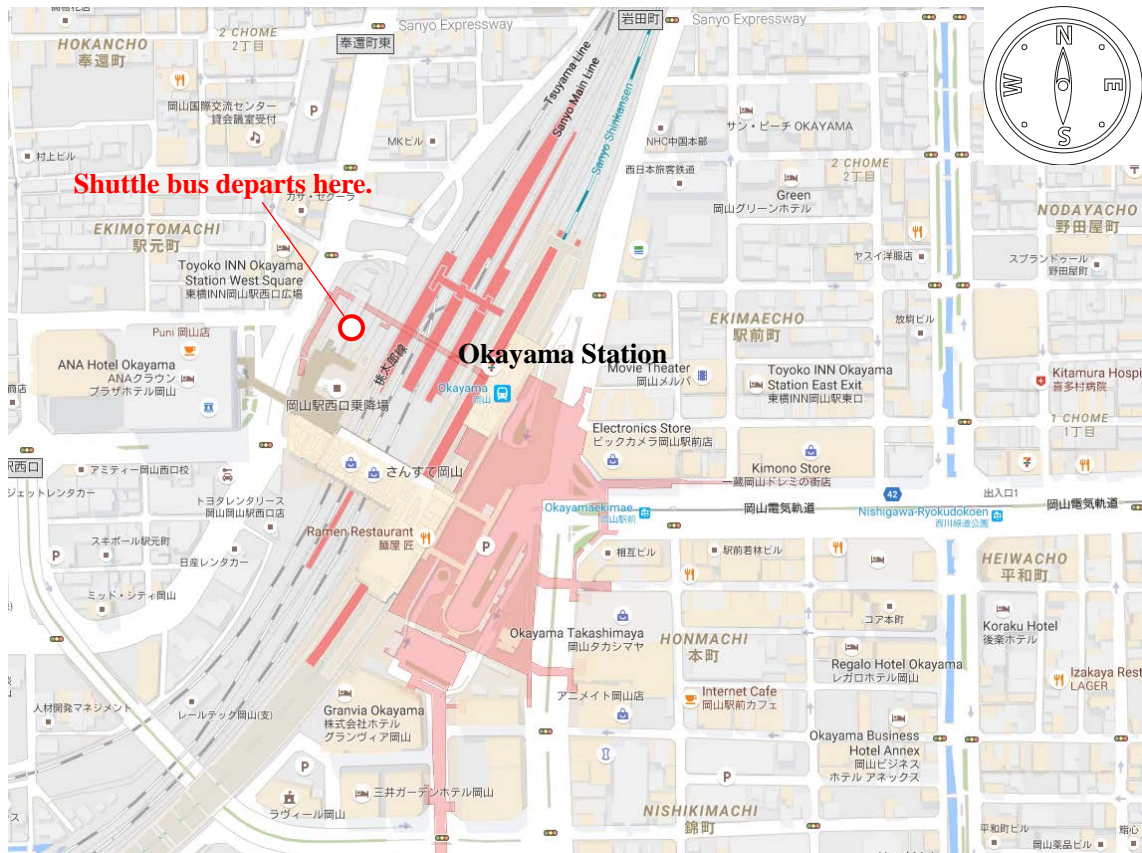 岡橋花店
Sanyo Expressway
岩田町
Sanyo Expressway
2 CHOME
2丁目
奉還町東
HOKANCHO
奉還町
N
W
E
S
Tsuyama Line
Sanyo Main Line
Sanyo Shinkansen
岡山国際交流センター
貸会議室受付
P
MKビル
村上ビル
サン・ピーチ OKAYAMA
NHC中国本部
西日本旅客鉄道
2 CHOME
2丁目
Shuttle bus departs here.
カサ・セグーラ
Green
岡山グリーンホテル
NODAYACHO
野田屋町
EKIMOTOMACHI
駅元町
Toyoko INN Okayama
Station West Square
東横INN岡山駅西口広場
ヤスイ洋服店
スプランドゥール
野田屋町
EKIMAECHO
駅前町
放駒ビル
Puni 岡山店
桃太郎線
Okayama Station
ANA Hotel Okayama
ANAクラウン
プラザホテル岡山
Movie Theater
岡山メルパ
Toyoko INN Okayama
Station East Exit
東横INN岡山駅東口
Kitamura Hospi
喜多村病院
商店
Okayama
岡山
岡山駅西口乗降場
1 CHOME
1丁目
Electronics Store
ビックカメラ岡山駅前店
駅西口
アミティー岡山西口校
さんすて岡山
Kimono Store
一蔵岡山ドレミの街店
ジェットレンタカー
トヨタレンタリース
岡山岡山駅西口店
42
出入口1
Okayamaekimae
岡山駅前
岡山電気軌道
Nishigawa-Ryokudokoen
西川緑道公園
岡山電気軌道
Ramen Restaurant
麺屋 匠
スキポール駅元町
P
日産レンタカー
P
相互ビル
駅前若林ビル
HEIWACHO
平和町
ミッド・シティ岡山
コア本町
Koraku Hotel
後楽ホテル
Okayama Takashimaya
岡山タカシマヤ
HONMACHI
本町
Regalo Hotel Okayama
レガロホテル岡山
Izakaya Rest
LAGER
人材開発マネジメント
レールテック岡山(支)
Granvia Okayama
株式会社ホテル
グランヴィア岡山
アニメイト岡山店
Internet Cafe
岡山駅前カフェ
Okayama Business
Hotel Annex
岡山ビジネス
ホテル アネックス
P
P
ラヴィール岡山
三井ガーデンホテル岡山
NISHIKIMACHI
錦町
平和町ビル
岡山薬品ビル